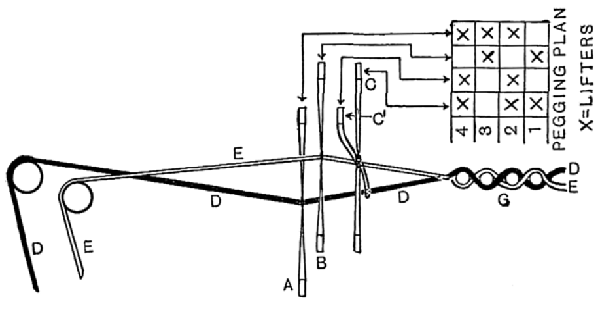 X X X
X X
X X
X X X
4 3 2 1
PEGGING PLAN
X=LIFTERS
C
C'
E
D
D
D
E
G
D
E
B
A